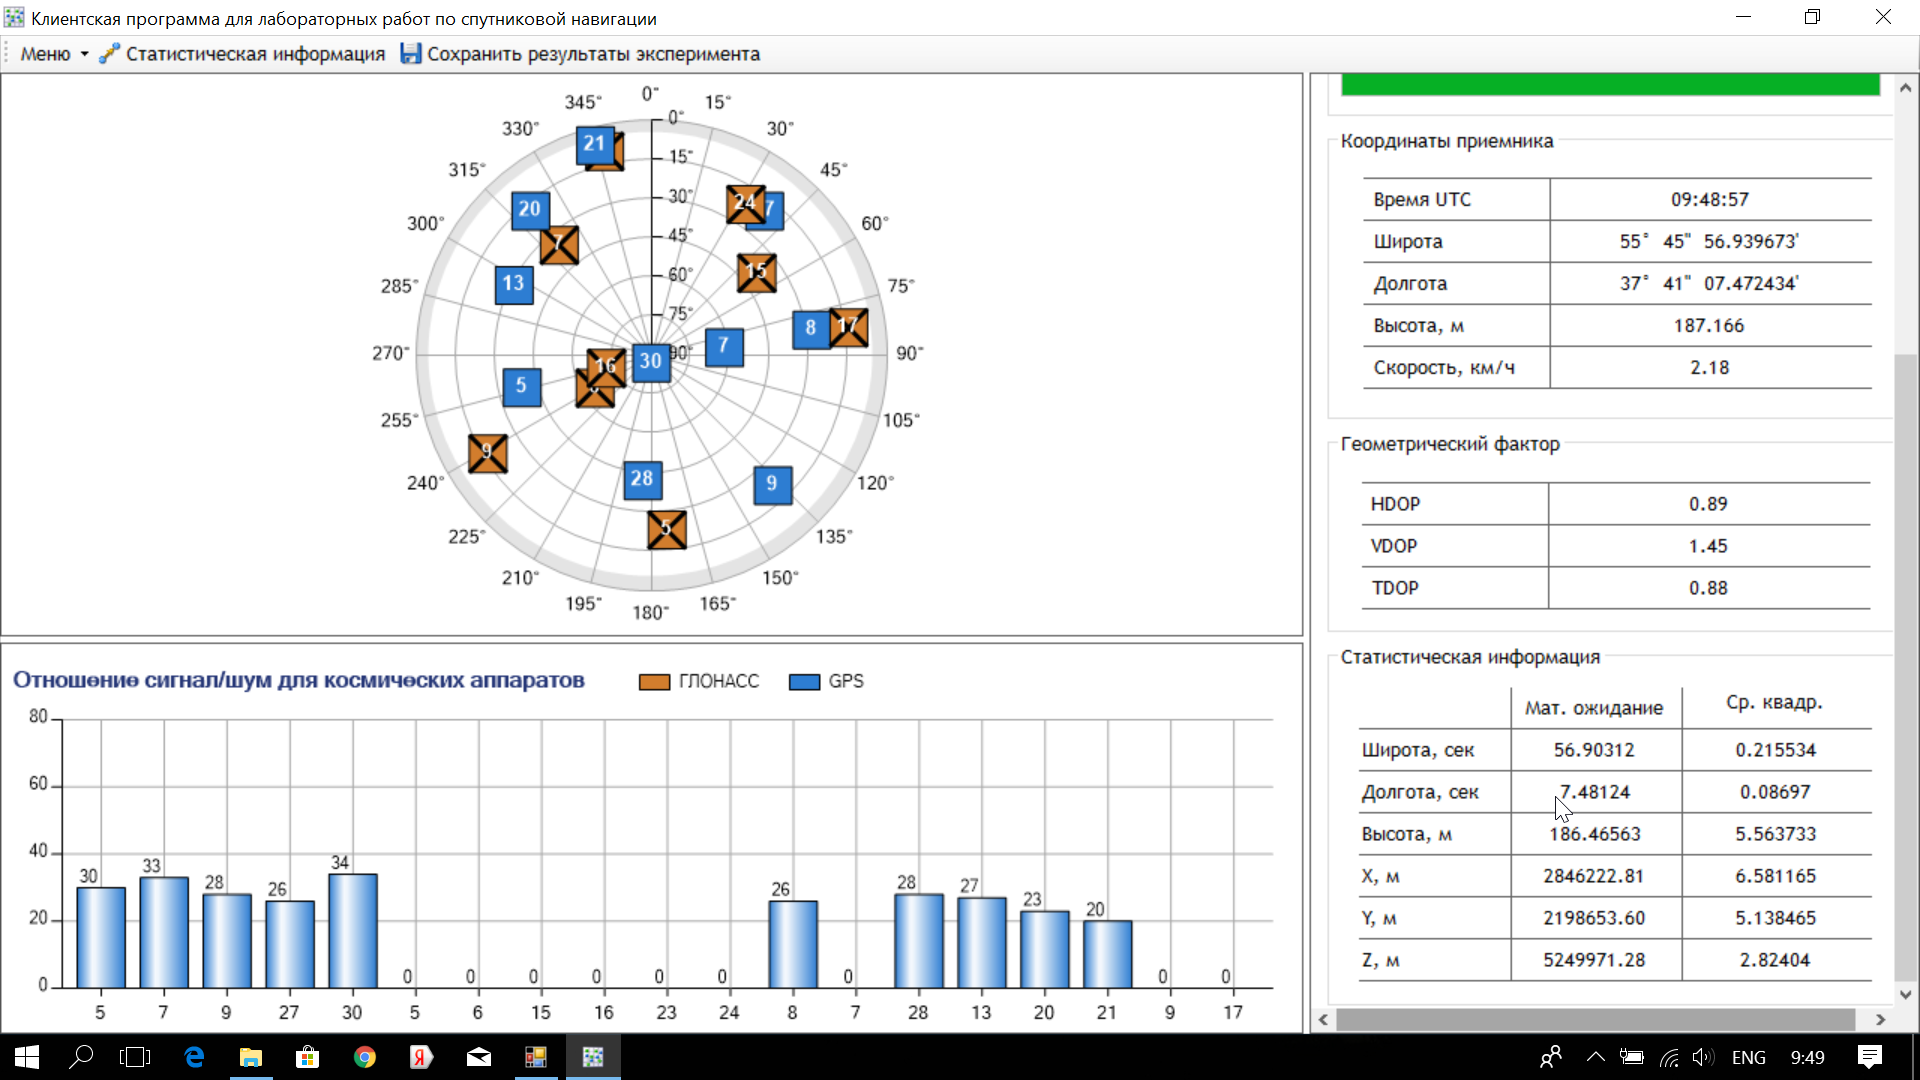 Клиентская программа для лабораторных работ по спутниковой навигации
Меню Статистическая информация Сохранить результаты эксперимента
0°
15°
30°
45°
60°
75°
90°
105°
120°
135°
150°
165°
180°
195°
210°
225°
240°
255°
270°
285°
300°
315°
330°
345°
0°
15°
30°
45°
60°
75°
90°
21
20
7
13
24
7
15
8
17
7
30
16
5
9
28
9
5
Координаты приемника
Время UTC 09:48:57
Широта 55° 45" 56.939673'
Долгота 37° 41" 07.472434'
Высота, м 187.166
Скорость, км/ч 2.18
Геометрический фактор
HDOP 0.89
VDOP 1.45
TDOP 0.88
Статистическая информация
Мат. ожидание Ср. квадр.
Широта, сек 56.90312 0.215534
Долгота, сек 7.48124 0.08697
Высота, м 186.46563 5.563733
X, м 2846222.81 6.581165
Y, м 2198653.60 5.138465
Z, м 5249971.28 2.82404
Отношение сигнал/шум для космических аппаратов ГЛОНАСС GPS
80
60
40
20
0
30 33 28 26 34 0 0 0 0 0 0 26 0 28 27 23 20 0 0
5 7 9 27 30 5 6 15 16 23 24 8 7 28 13 20 21 9 17
ENG 9:49